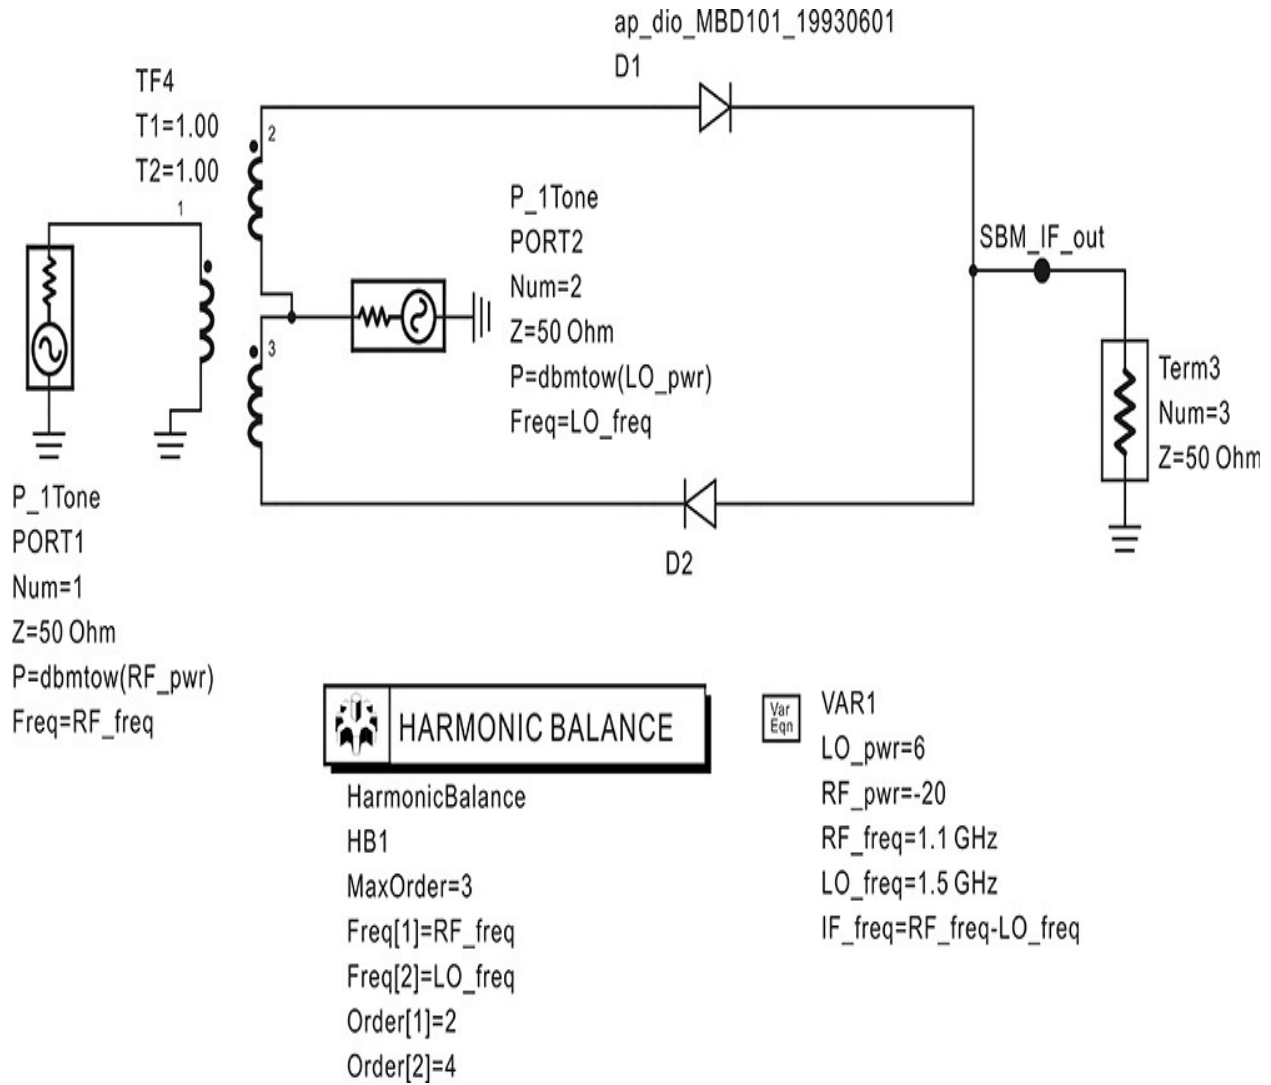 ap_dio_MBD101_19930601
D1
TF4
T1=1.00
T2=1.00
1
2
3
P_1Tone
PORT2
Num=2
Z=50 Ohm
P=dbmtow(LO_pwr)
Freq=LO_freq
SBM_IF_out
Term3
Num=3
Z=50 Ohm
D2
P_1Tone
PORT1
Num=1
Z=50 Ohm
P=dbmtow(RF_pwr)
Freq=RF_freq
HARMONIC BALANCE
HarmonicBalance
HB1
MaxOrder=3
Freq[1]=RF_freq
Freq[2]=LO_freq
Order[1]=2
Order[2]=4
Var
Eqn
VAR1
LO_pwr=6
RF_pwr=-20
RF_freq=1.1 GHz
LO_freq=1.5 GHz
IF_freq=RF_freq-LO_freq